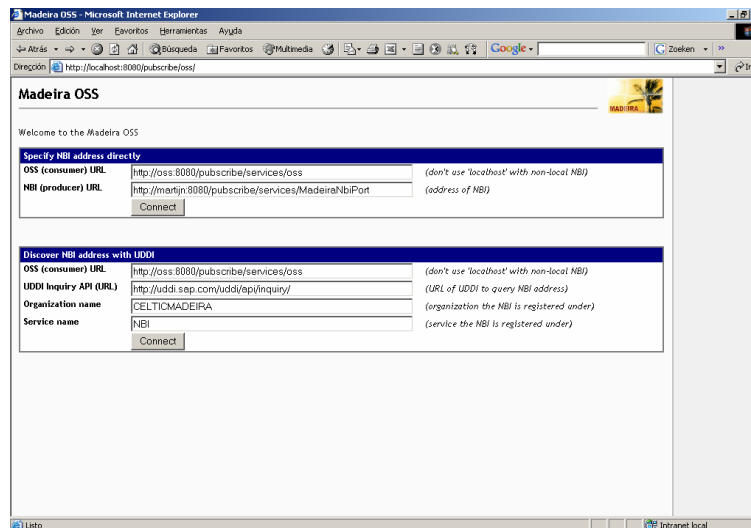 Madeira OSS - Microsoft Internet Explorer
Archivo Edición Ver Favoritos Herramientas Ayuda
Atrás Búsqueda Favoritos Multimedia Google Zoeken »
Dirección http://localhost:8080/pubscribe/oss/ Ir
Madeira OSS
MADEIRA
Welcome to the Madeira OSS
Specify NBI address directly
OSS (consumer) URL http://oss:8080/pubscribe/services/oss (don't use 'localhost' with non-local NBI)
NBI (producer) URL http://martijn:8080/pubscribe/services/MadeiraNbiPort (address of NBI)
Connect
Discover NBI address with UDDI
OSS (consumer) URL http://oss:8080/pubscribe/services/oss (don't use 'localhost' with non-local NBI)
UDDI Inquiry API (URL) http://uddi.sap.com/uddi/api/inquiry/ (URL of UDDI to query NBI address)
Organization name CELTICMADEIRA (organization the NBI is registered under)
Service name NBI (service the NBI is registered under)
Connect
Listo Intranet local